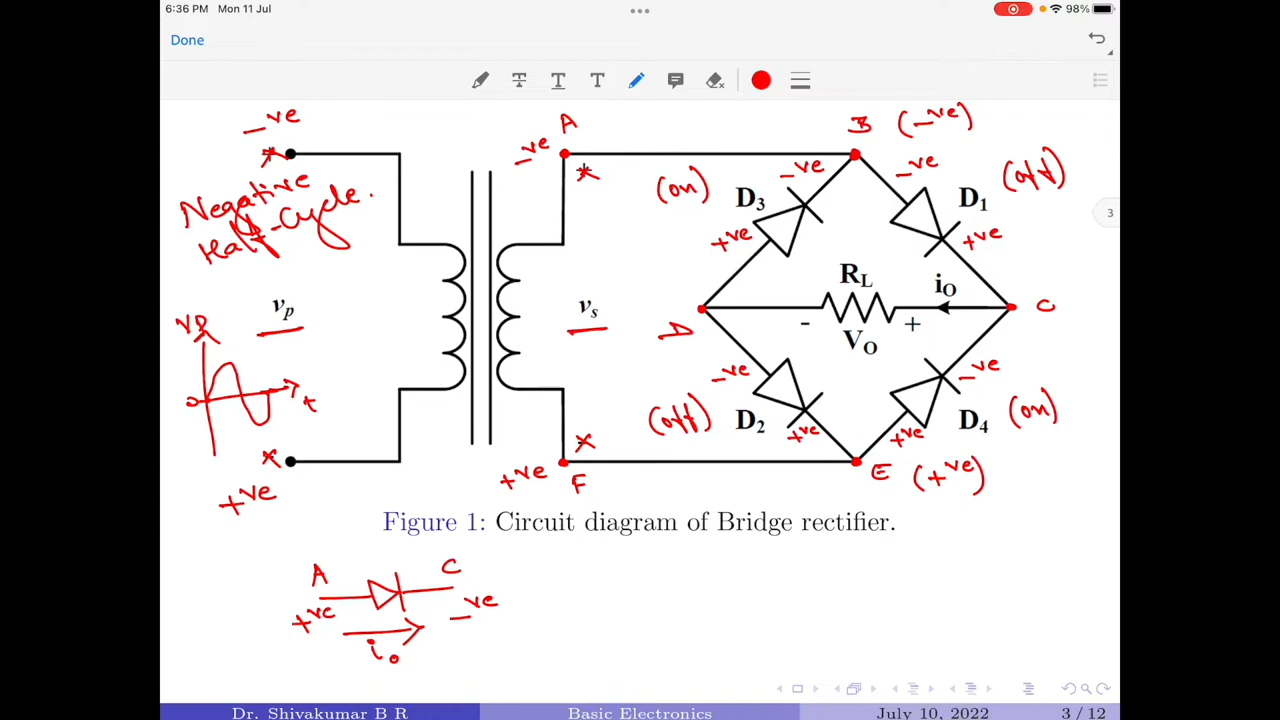 6:36 PM Mon 11 Jul
98%
Done
T T T
3
-ve
A
B (-ve)
-ve
-ve
-ve
Negative
Half-Cycle.
(on)
D3
D1
(off)
+ve
+ve
RL
iO
vp
vs
D
C
- VO +
VP
0
t
-ve
-ve
(off)
D2
D4
(on)
+ve
+ve
+ve
+ve
F
E (+ve)
Figure 1: Circuit diagram of Bridge rectifier.
A
C
+ve
-ve
io
Dr. Shivakumar B R
Basic Electronics
July 10, 2022
3 / 12